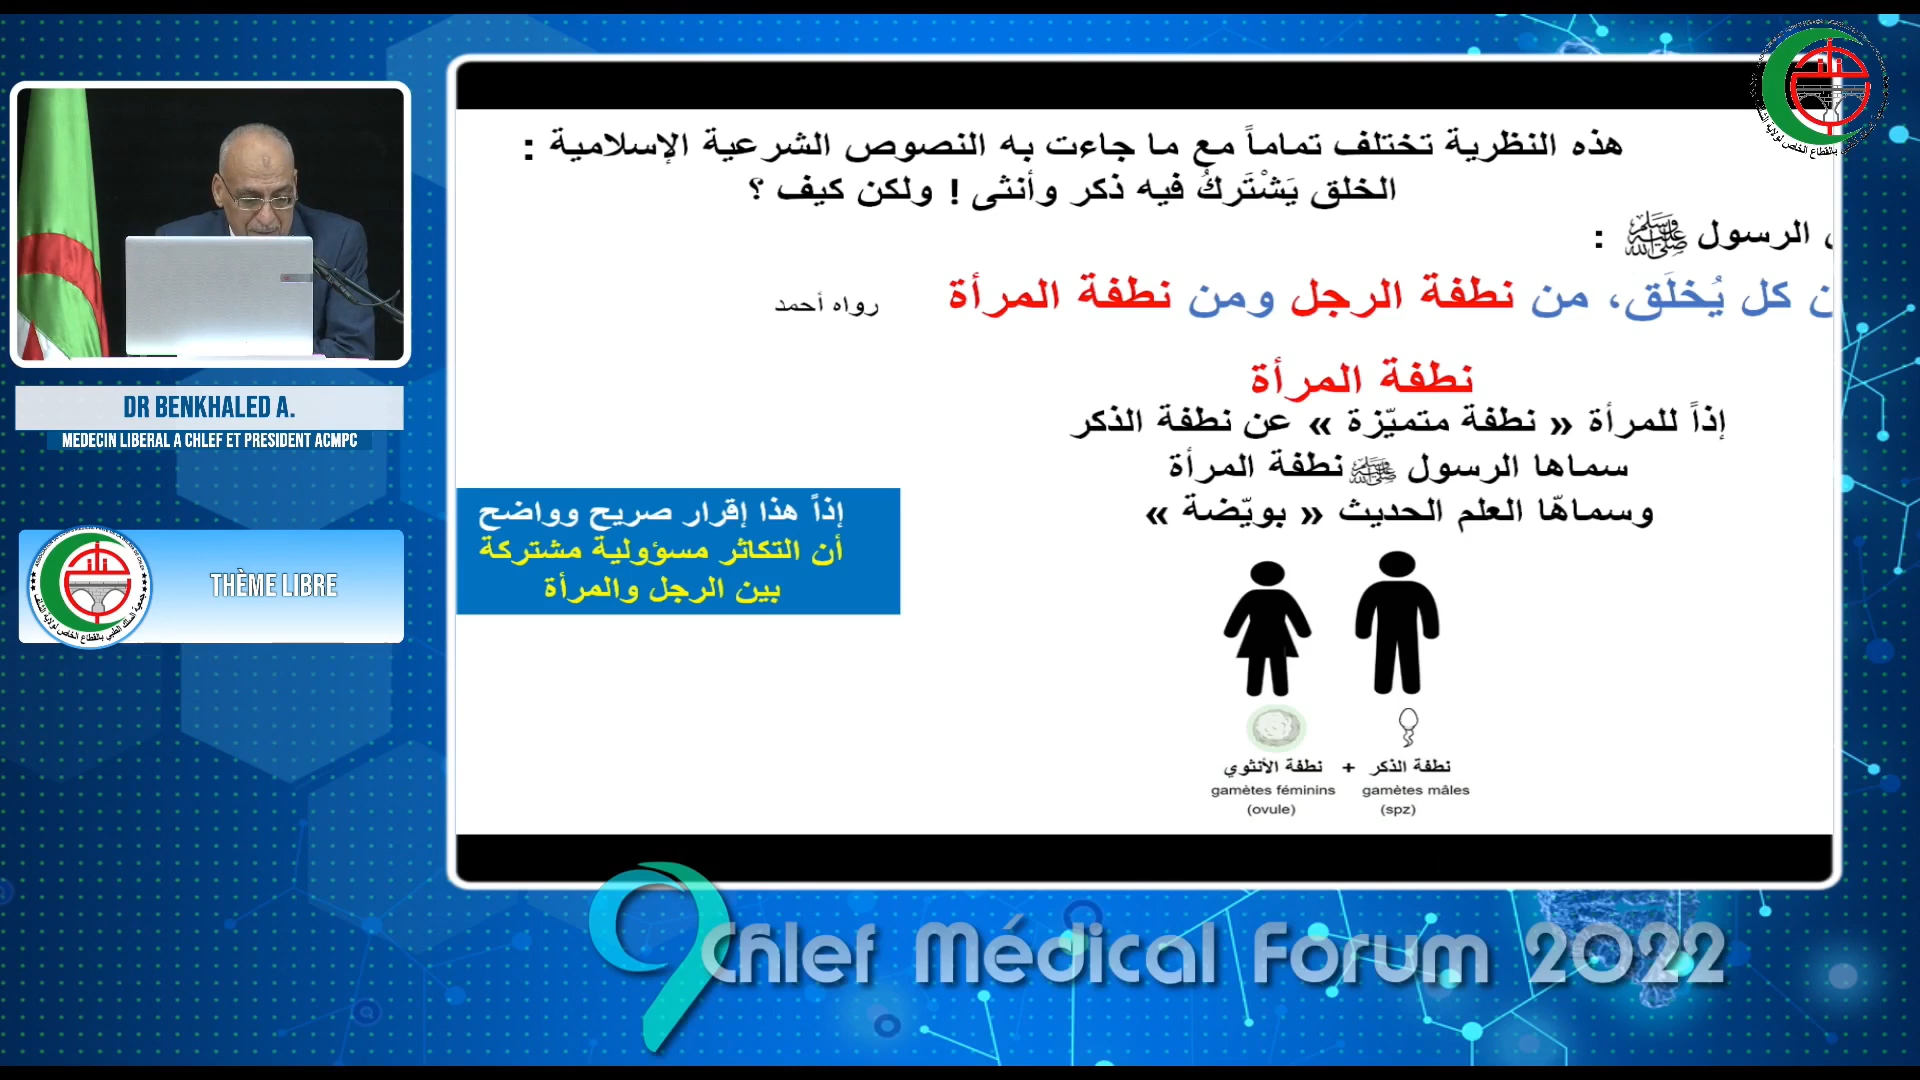 هذه النظرية تختلف تماماً مع ما جاءت به النصوص الشرعية الإسلامية :
الخلق يَشْتَركُ فيه ذكر وأنثى ! ولكن كيف ؟
الرسول ﷺ :
كل يُخلَق، من نطفة الرجل ومن نطفة المرأة
رواه أحمد
نطفة المرأة
إذاً للمرأة « نطفة متميّزة » عن نطفة الذكر
سماها الرسول ﷺ نطفة المرأة
وسماهّا العلم الحديث « بويّضة »
إذاً هذا إقرار صريح وواضح
أن التكاثر مسؤولية مشتركة
بين الرجل والمرأة
نطفة الذكر + نطفة الأنثوي
gamètes féminins
(ovule)
gamètes mâles
(spz)
DR BENKHALED A.
MEDECIN LIBERAL A CHLEF ET PRESIDENT ACMPC
THÈME LIBRE
9 Chlef Médical Forum 2022